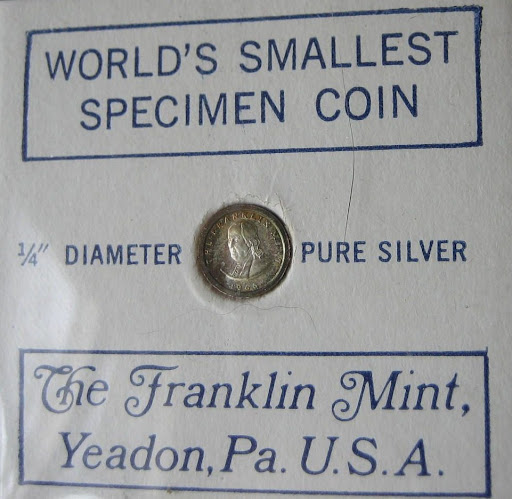 WORLD'S SMALLEST
SPECIMEN COIN
¼" DIAMETER
PURE SILVER
The Franklin Mint,
Yeadon, Pa. U.S.A.